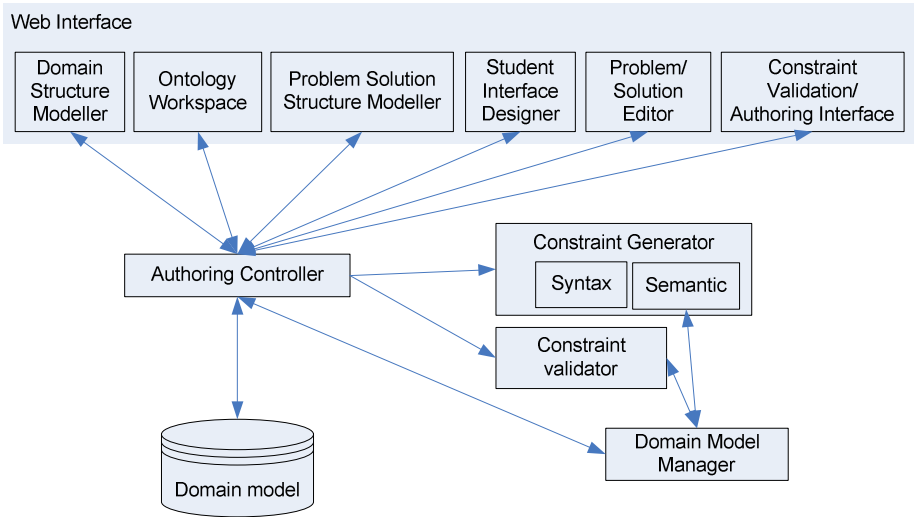 Web Interface
Domain
Structure
Modeller
Ontology
Workspace
Problem Solution
Structure Modeller
Student
Interface
Designer
Problem/
Solution
Editor
Constraint
Validation/
Authoring Interface
Authoring Controller
Constraint Generator
Syntax
Semantic
Constraint
validator
Domain Model
Manager
Domain model